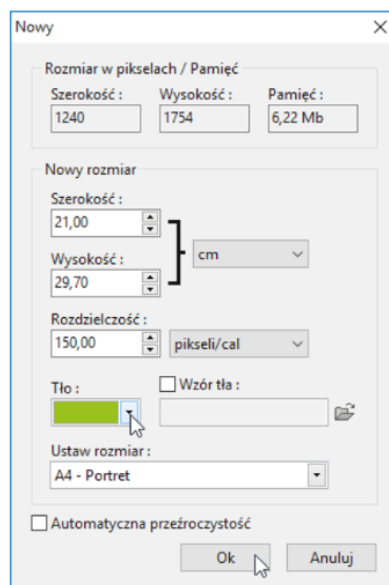 Nowy
Rozmiar w pikselach / Pamięć
Szerokość : Wysokość : Pamięć :
1240 1754 6,22 Mb
Nowy rozmiar
Szerokość :
21,00
cm
Wysokość :
29,70
Rozdzielczość :
150,00 pikseli/cal
Tło : Wzór tła :
Ustaw rozmiar :
A4 - Portret
Automatyczna przeźroczystość
Ok Anuluj